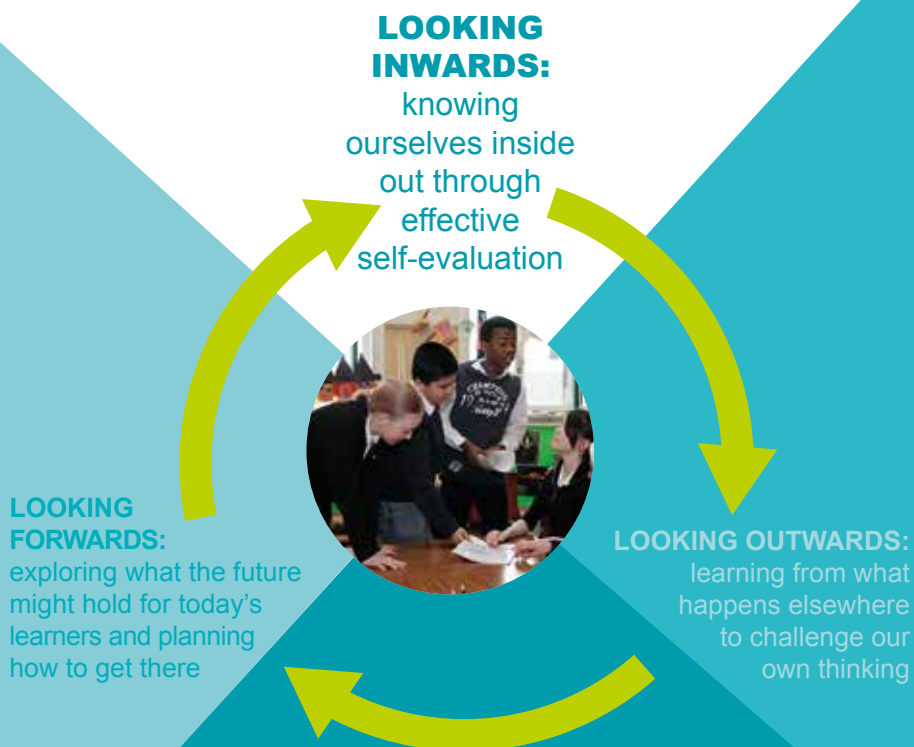 LOOKING
INWARDS:
knowing
ourselves inside
out through
effective
self-evaluation
LOOKING OUTWARDS:
learning from what
happens elsewhere
to challenge our
own thinking
LOOKING
FORWARDS:
exploring what the future
might hold for today's
learners and planning
how to get there